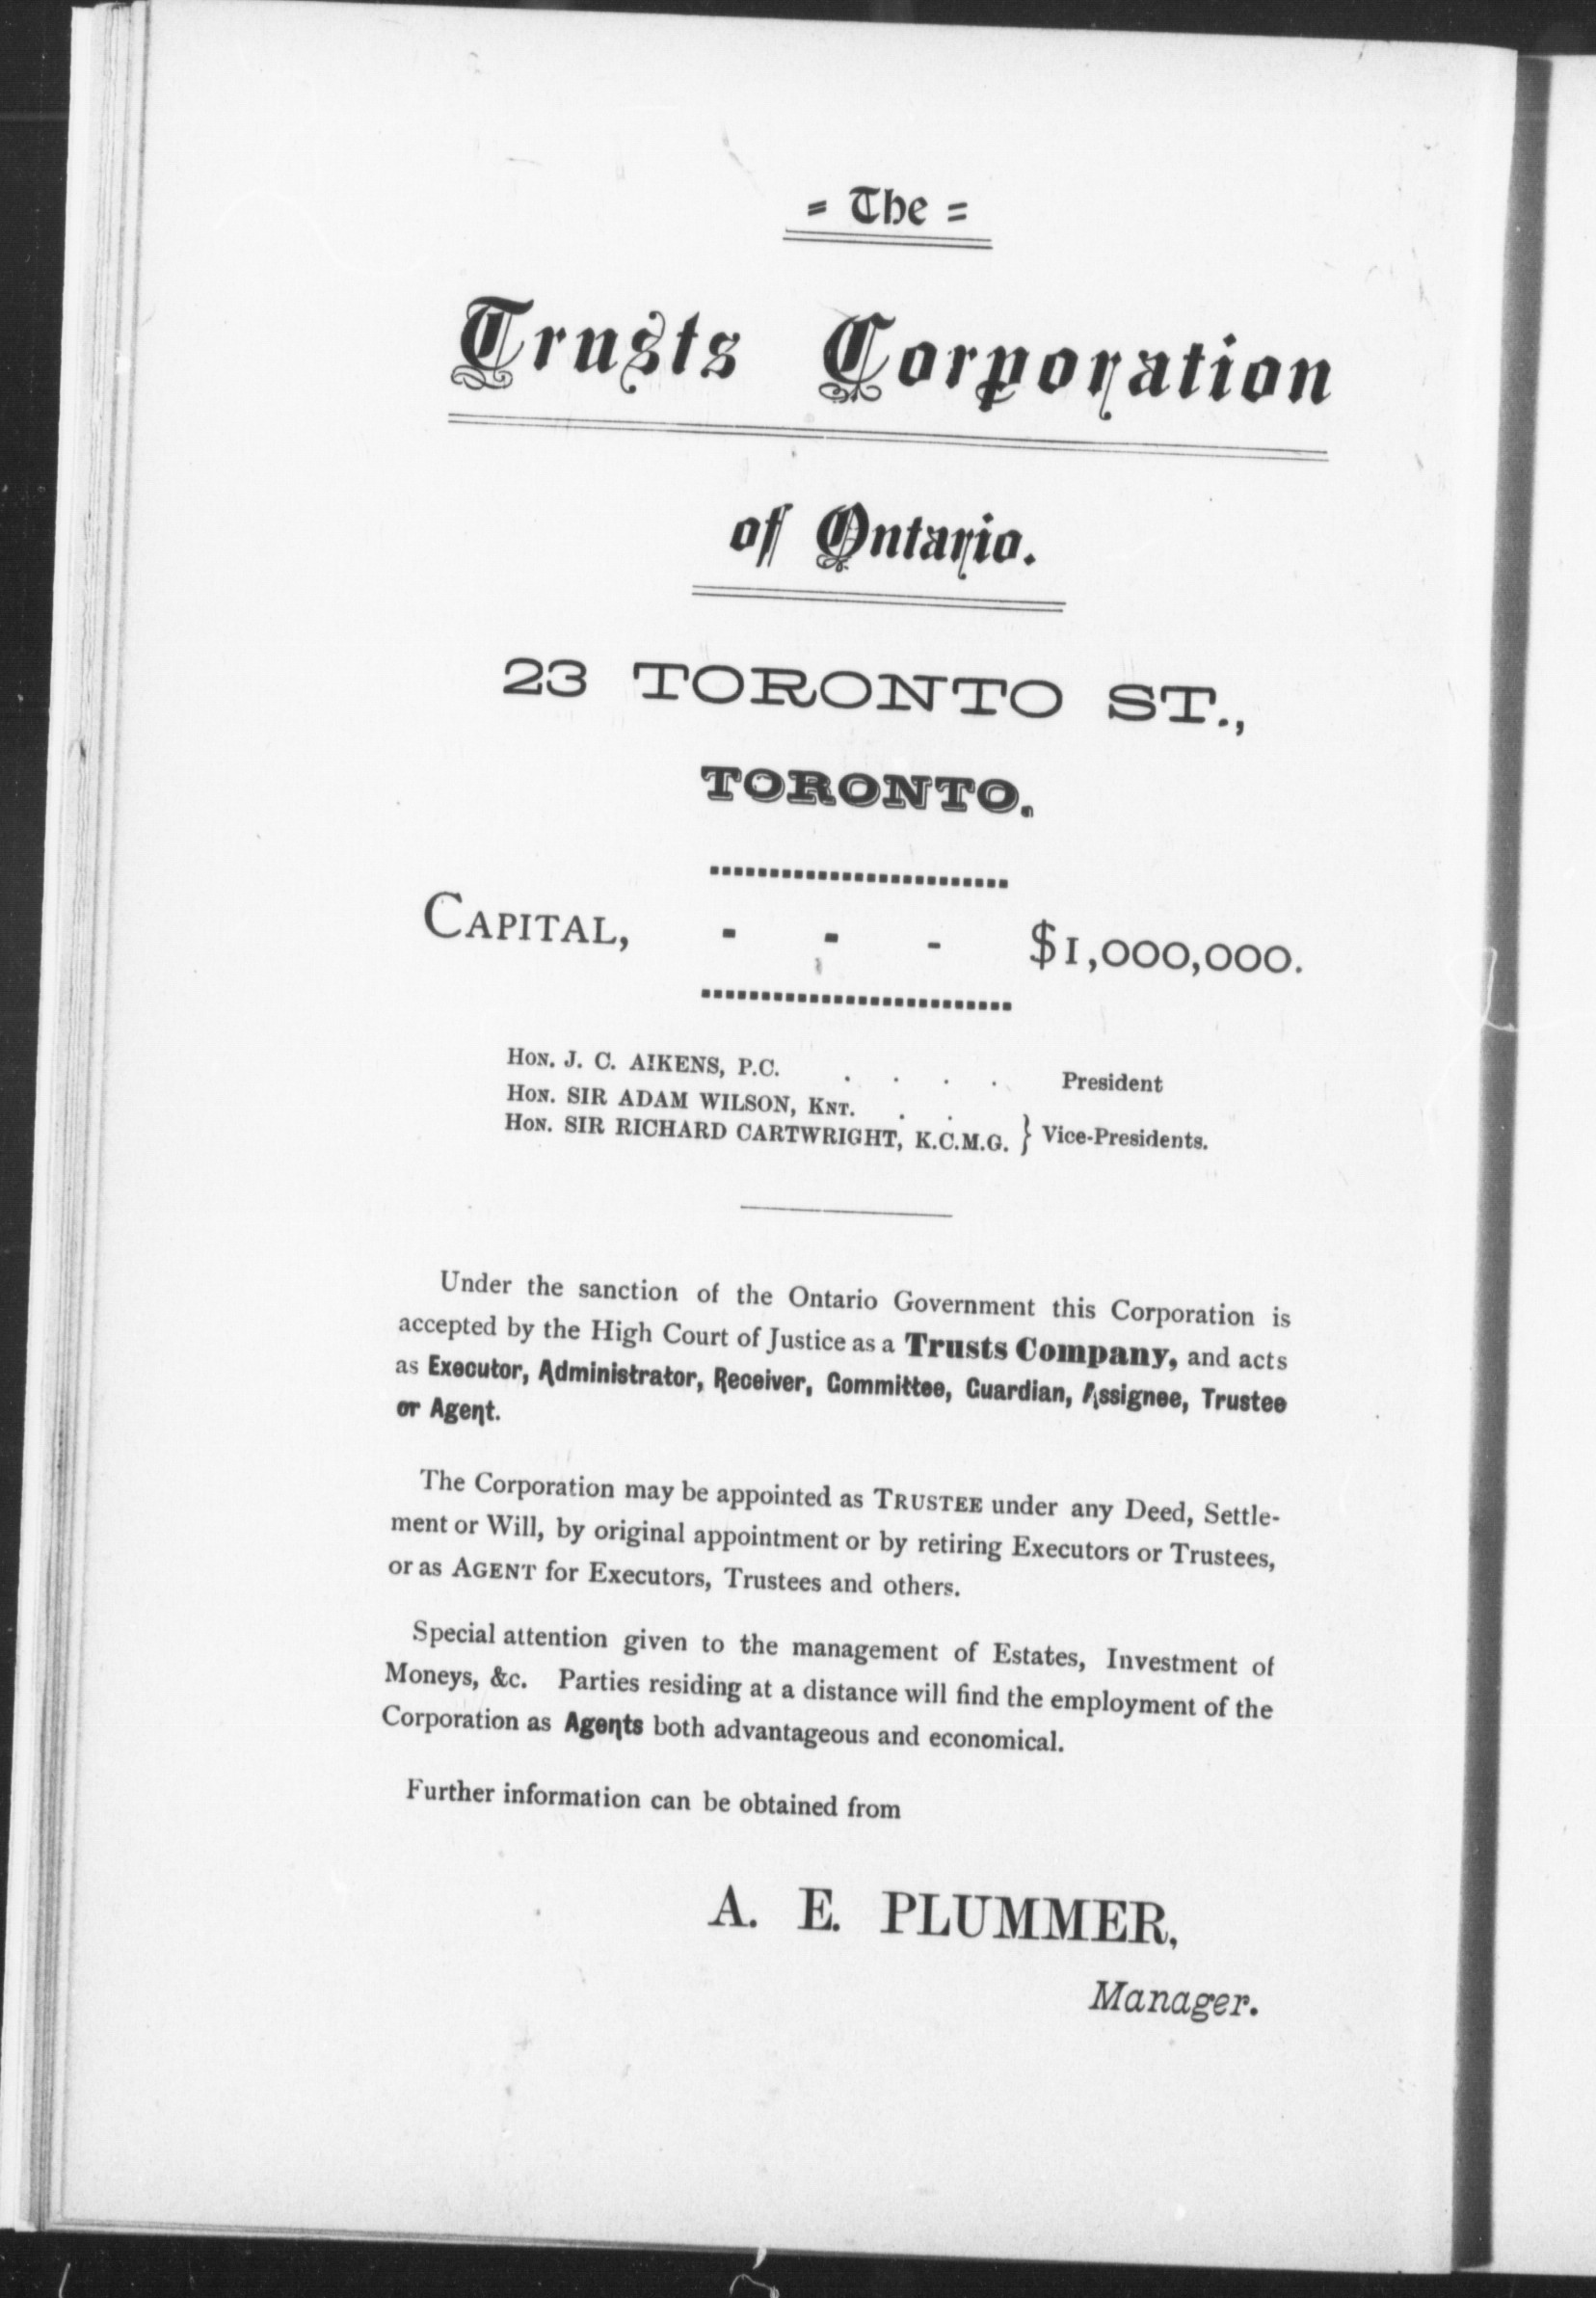 = The =
Trusts Corporation
of Ontario.
23 TORONTO ST.,
TORONTO.
CAPITAL, - - - $1,000,000.
HON. J. C. AIKENS, P.C. . . . . President
HON. SIR ADAM WILSON, KNT. . .
HON. SIR RICHARD CARTWRIGHT, K.C.M.G. } Vice-Presidents.
Under the sanction of the Ontario Government this Corporation is
accepted by the High Court of Justice as a Trusts Company, and acts
as Executor, Administrator, Receiver, Committee, Guardian, Assignee, Trustee
or Agent.
The Corporation may be appointed as TRUSTEE under any Deed, Settle-
ment or Will, by original appointment or by retiring Executors or Trustees,
or as AGENT for Executors, Trustees and others.
Special attention given to the management of Estates, Investment of
Moneys, &c. Parties residing at a distance will find the employment of the
Corporation as Agents both advantageous and economical.
Further information can be obtained from
A. E. PLUMMER,
Manager.